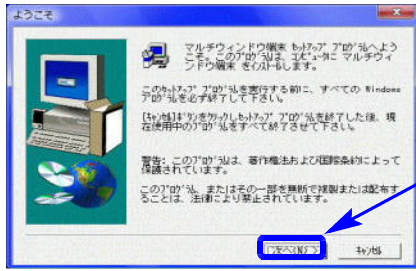 ようこそ
マルチウィンドウ端末 ｾｯﾄｱｯﾌﾟ ﾌﾟﾛｸﾞﾗﾑへよう
こそ。このﾌﾟﾛｸﾞﾗﾑは、ｺﾝﾋﾟｭｰﾀに マルチウィ
ンドウ端末 をｲﾝｽﾄｰﾙします。
このｾｯﾄｱｯﾌﾟ ﾌﾟﾛｸﾞﾗﾑを実行する前に、すべての Windows
ﾌﾟﾛｸﾞﾗﾑを必ず終了して下さい。
[ｷｬﾝｾﾙ]ﾎﾞﾀﾝをｸﾘｯｸしｾｯﾄｱｯﾌﾟ ﾌﾟﾛｸﾞﾗﾑを終了した後、現
在使用中のﾌﾟﾛｸﾞﾗﾑをすべて終了させて下さい。
警告: このﾌﾟﾛｸﾞﾗﾑは、著作権法および国際条約によって
保護されています。
このﾌﾟﾛｸﾞﾗﾑ、またはその一部を無断で複製または配布す
ることは、法律により禁止されています。
次へ(N) >
ｷｬﾝｾﾙ